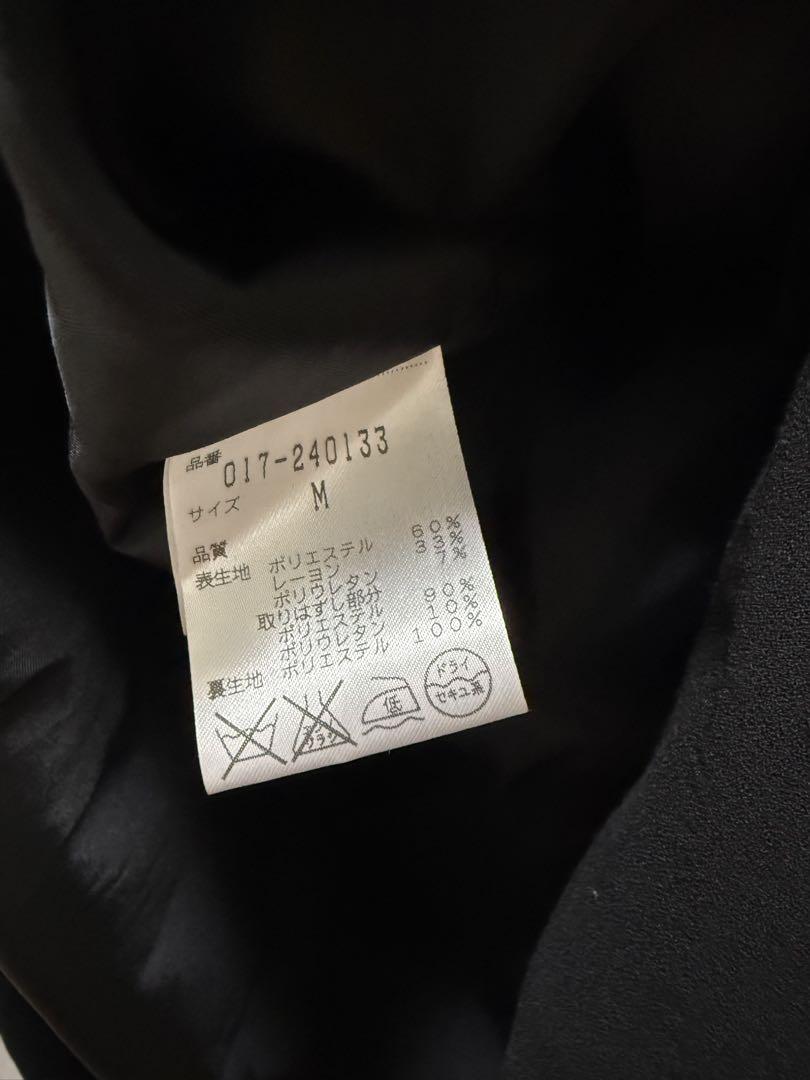 品番 017-240133
サイズ M
品質
表生地 ポリエステル 60%
レーヨン 33%
ポリウレタン 7%
取りはずし部分
ポリエステル 90%
ポリウレタン 10%
裏生地 ポリエステル 100%
低
ドライ
セキユ系